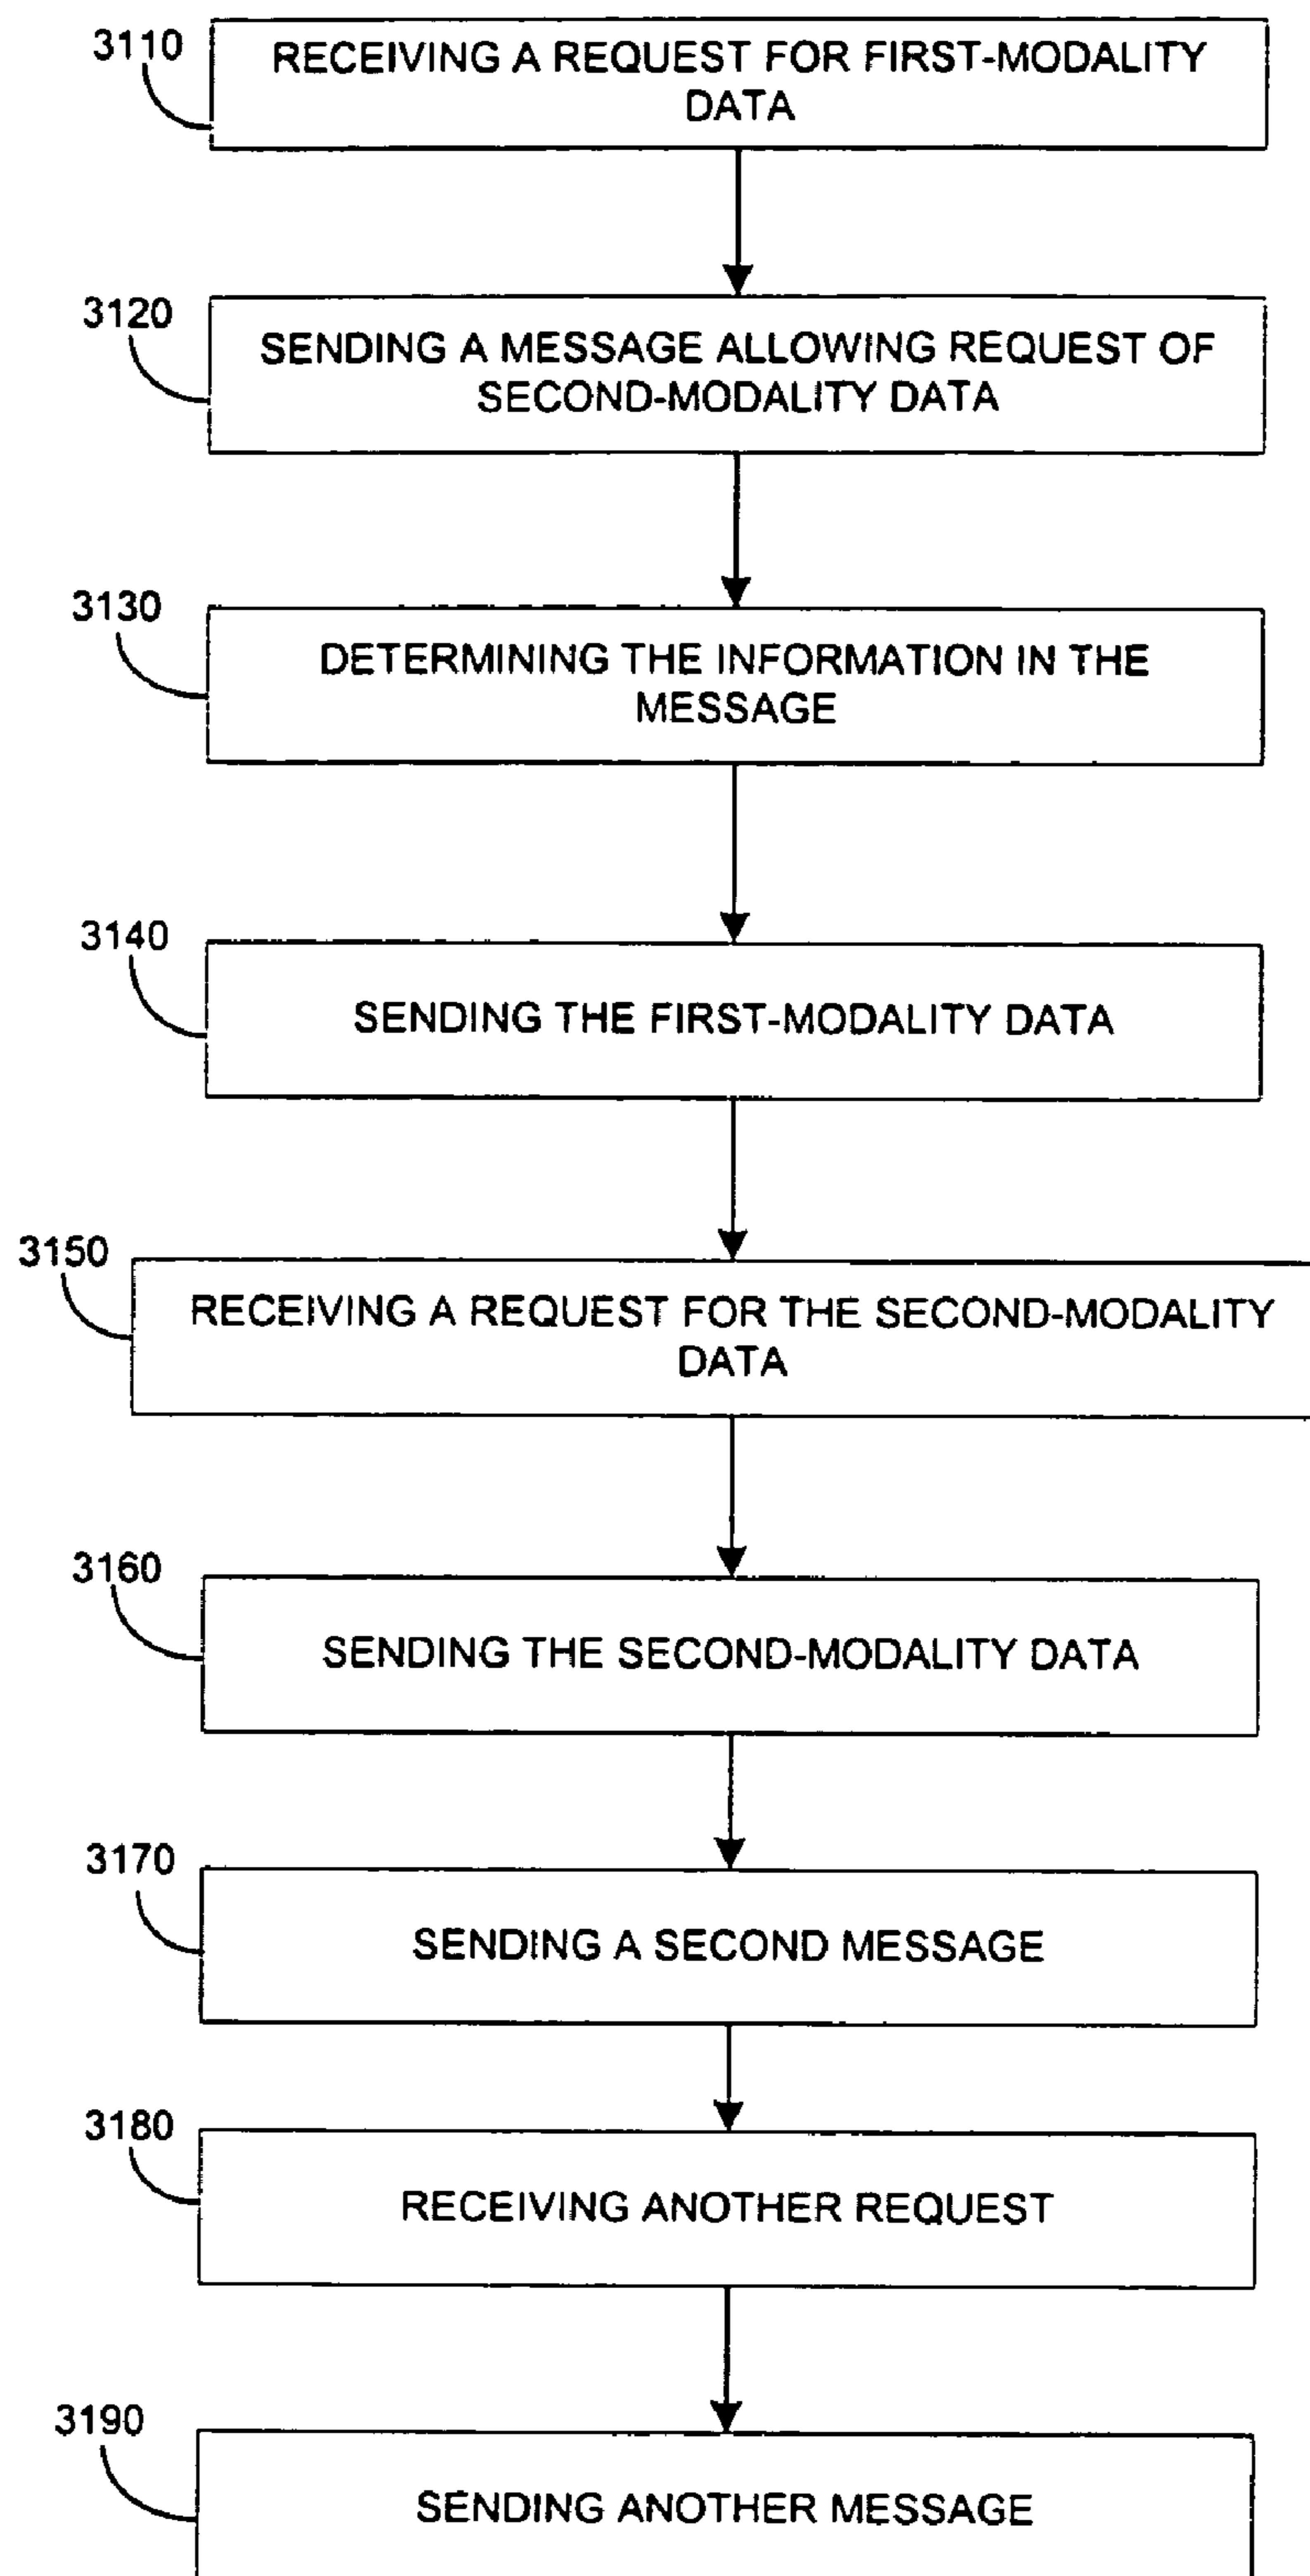 3110
RECEIVING A REQUEST FOR FIRST-MODALITY
DATA
3120
SENDING A MESSAGE ALLOWING REQUEST OF
SECOND-MODALITY DATA
3130
DETERMINING THE INFORMATION IN THE
MESSAGE
3140
SENDING THE FIRST-MODALITY DATA
3150
RECEIVING A REQUEST FOR THE SECOND-MODALITY
DATA
3160
SENDING THE SECOND-MODALITY DATA
3170
SENDING A SECOND MESSAGE
3180
RECEIVING ANOTHER REQUEST
3190
SENDING ANOTHER MESSAGE